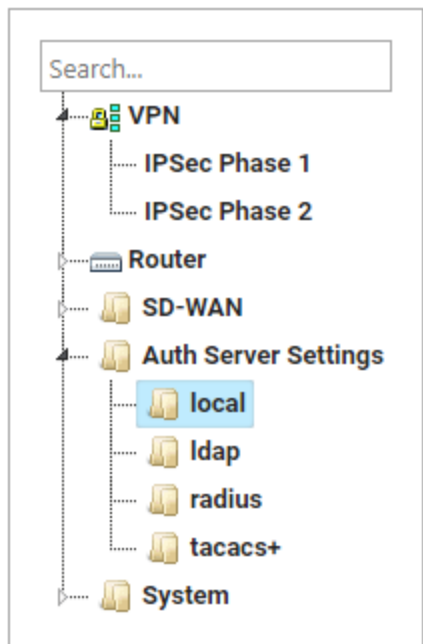 Search...
VPN
IPSec Phase 1
IPSec Phase 2
Router
SD-WAN
Auth Server Settings
local
ldap
radius
tacacs+
System